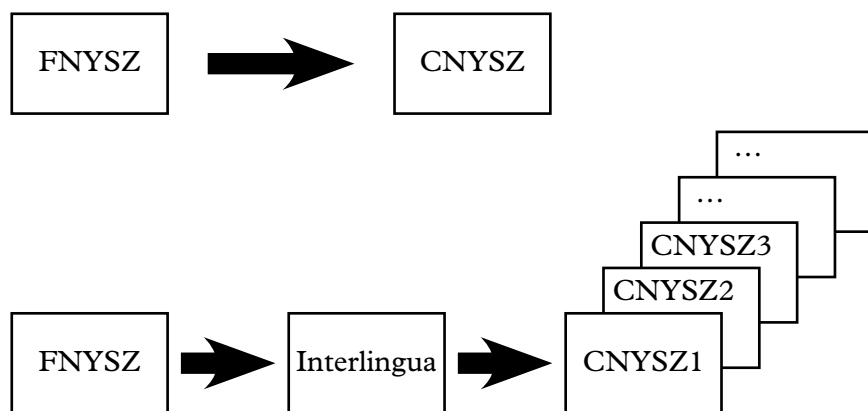 FNYSZ
CNYSZ
...
...
CNYSZ3
CNYSZ2
FNYSZ
Interlingua
CNYSZ1